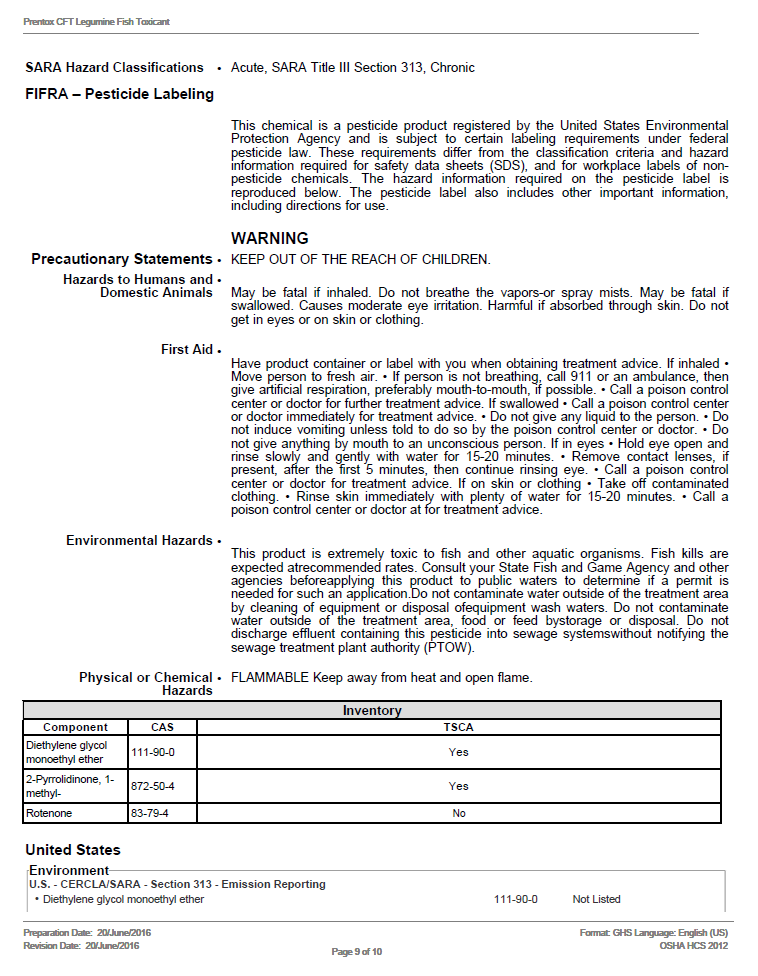 Prentox CFT Legumine Fish Toxicant
SARA Hazard Classifications • Acute, SARA Title III Section 313, Chronic
FIFRA – Pesticide Labeling
This chemical is a pesticide product registered by the United States Environmental
Protection Agency and is subject to certain labeling requirements under federal
pesticide law. These requirements differ from the classification criteria and hazard
information required for safety data sheets (SDS), and for workplace labels of non-
pesticide chemicals. The hazard information required on the pesticide label is
reproduced below. The pesticide label also includes other important information,
including directions for use.
WARNING
Precautionary Statements • KEEP OUT OF THE REACH OF CHILDREN.
Hazards to Humans and •
Domestic Animals
May be fatal if inhaled. Do not breathe the vapors-or spray mists. May be fatal if
swallowed. Causes moderate eye irritation. Harmful if absorbed through skin. Do not
get in eyes or on skin or clothing.
First Aid •
Have product container or label with you when obtaining treatment advice. If inhaled •
Move person to fresh air. • If person is not breathing, call 911 or an ambulance, then
give artificial respiration, preferably mouth-to-mouth, if possible. • Call a poison control
center or doctor for further treatment advice. If swallowed • Call a poison control center
or doctor immediately for treatment advice. • Do not give any liquid to the person. • Do
not induce vomiting unless told to do so by the poison control center or doctor. • Do
not give anything by mouth to an unconscious person. If in eyes • Hold eye open and
rinse slowly and gently with water for 15-20 minutes. • Remove contact lenses, if
present, after the first 5 minutes, then continue rinsing eye. • Call a poison control
center or doctor for treatment advice. If on skin or clothing • Take off contaminated
clothing. • Rinse skin immediately with plenty of water for 15-20 minutes. • Call a
poison control center or doctor at for treatment advice.
Environmental Hazards •
This product is extremely toxic to fish and other aquatic organisms. Fish kills are
expected atrecommended rates. Consult your State Fish and Game Agency and other
agencies beforeapplying this product to public waters to determine if a permit is
needed for such an application.Do not contaminate water outside of the treatment area
by cleaning of equipment or disposal ofequipment wash waters. Do not contaminate
water outside of the treatment area, food or feed bystorage or disposal. Do not
discharge effluent containing this pesticide into sewage systemswithout notifying the
sewage treatment plant authority (PTOW).
Physical or Chemical • FLAMMABLE Keep away from heat and open flame.
Hazards
Inventory
Component CAS TSCA
Diethylene glycol
monoethyl ether 111-90-0 Yes
2-Pyrrolidinone, 1-
methyl- 872-50-4 Yes
Rotenone 83-79-4 No
United States
Environment
U.S. - CERCLA/SARA - Section 313 - Emission Reporting
• Diethylene glycol monoethyl ether 111-90-0 Not Listed
Preparation Date: 20/June/2016 Format: GHS Language: English (US)
Revision Date: 20/June/2016 OSHA HCS 2012
Page 9 of 10